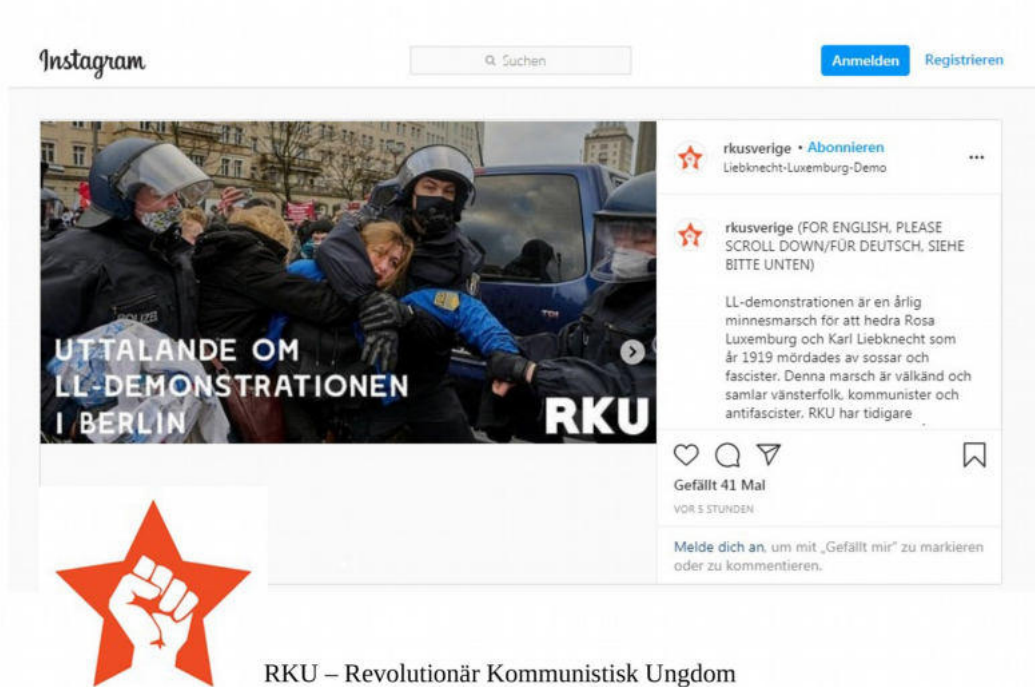 Instagram
Suchen
Anmelden
Registrieren
POLIZEI
TDI
UTTALANDE OM
LL-DEMONSTRATIONEN
I BERLIN
RKU
rkusverige • Abonnieren
Liebknecht-Luxemburg-Demo
rkusverige (FOR ENGLISH, PLEASE
SCROLL DOWN/FÜR DEUTSCH, SIEHE
BITTE UNTEN)
LL-demonstrationen är en årlig
minnesmarsch för att hedra Rosa
Luxemburg och Karl Liebknecht som
år 1919 mördades av sossar och
fascister. Denna marsch är välkänd och
samlar vänsterfolk, kommunister och
antifascister. RKU har tidigare
Gefällt 41 Mal
VOR 5 STUNDEN
Melde dich an, um mit „Gefällt mir“ zu markieren
oder zu kommentieren.
RKU – Revolutionär Kommunistisk Ungdom